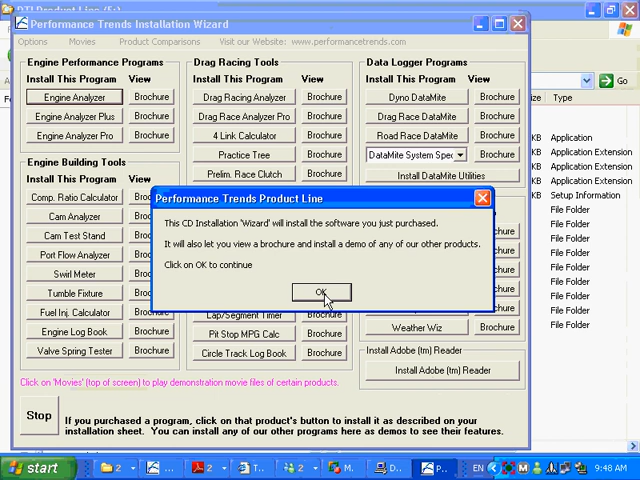 PTI Product Line (E:)
Performance Trends Installation Wizard
Options Movies Product Comparisons Visit our Website: www.performancetrends.com
Go
Engine Performance Programs
Install This Program View
Engine Analyzer Brochure
Engine Analyzer Plus Brochure
Engine Analyzer Pro Brochure
Engine Building Tools
Install This Program View
Comp. Ratio Calculator
Cam Analyzer
Cam Test Stand
Port Flow Analyzer
Swirl Meter
Tumble Fixture
Fuel Inj. Calculator Brochure
Engine Log Book Brochure
Valve Spring Tester Brochure
Drag Racing Tools
Install This Program View
Drag Racing Analyzer Brochure
Drag Race Analyzer Pro Brochure
4 Link Calculator Brochure
Practice Tree Brochure
Prelim. Race Clutch Brochure
Lap/Segment Timer Brochure
Pit Stop MPG Calc Brochure
Circle Track Log Book Brochure
Data Logger Programs
Install This Program View
Dyno DataMite Brochure
Drag Race DataMite Brochure
Road Race DataMite Brochure
DataMite System Spec Brochure
Install DataMite Utilities
Brochure
Brochure
Brochure
Brochure
Brochure
Weather Wiz Brochure
Install Adobe (tm) Reader
Install Adobe (tm) Reader
Performance Trends Product Line
This CD Installation 'Wizard' will install the software you just purchased.
It will also let you view a brochure and install a demo of any of our other products.
Click on OK to continue
OK
Click on 'Movies' (top of screen) to play demonstration movie files of certain products.
Stop
If you purchased a program, click on that product's button to install it as described on your
installation sheet. You can install any of our other programs here as demos to see their features.
Type
KB Application
KB Application Extension
KB Application Extension
KB Application Extension
KB Setup Information
File Folder
File Folder
File Folder
File Folder
File Folder
File Folder
File Folder
File Folder
File Folder
start 2 2 2 EN 9:48 AM